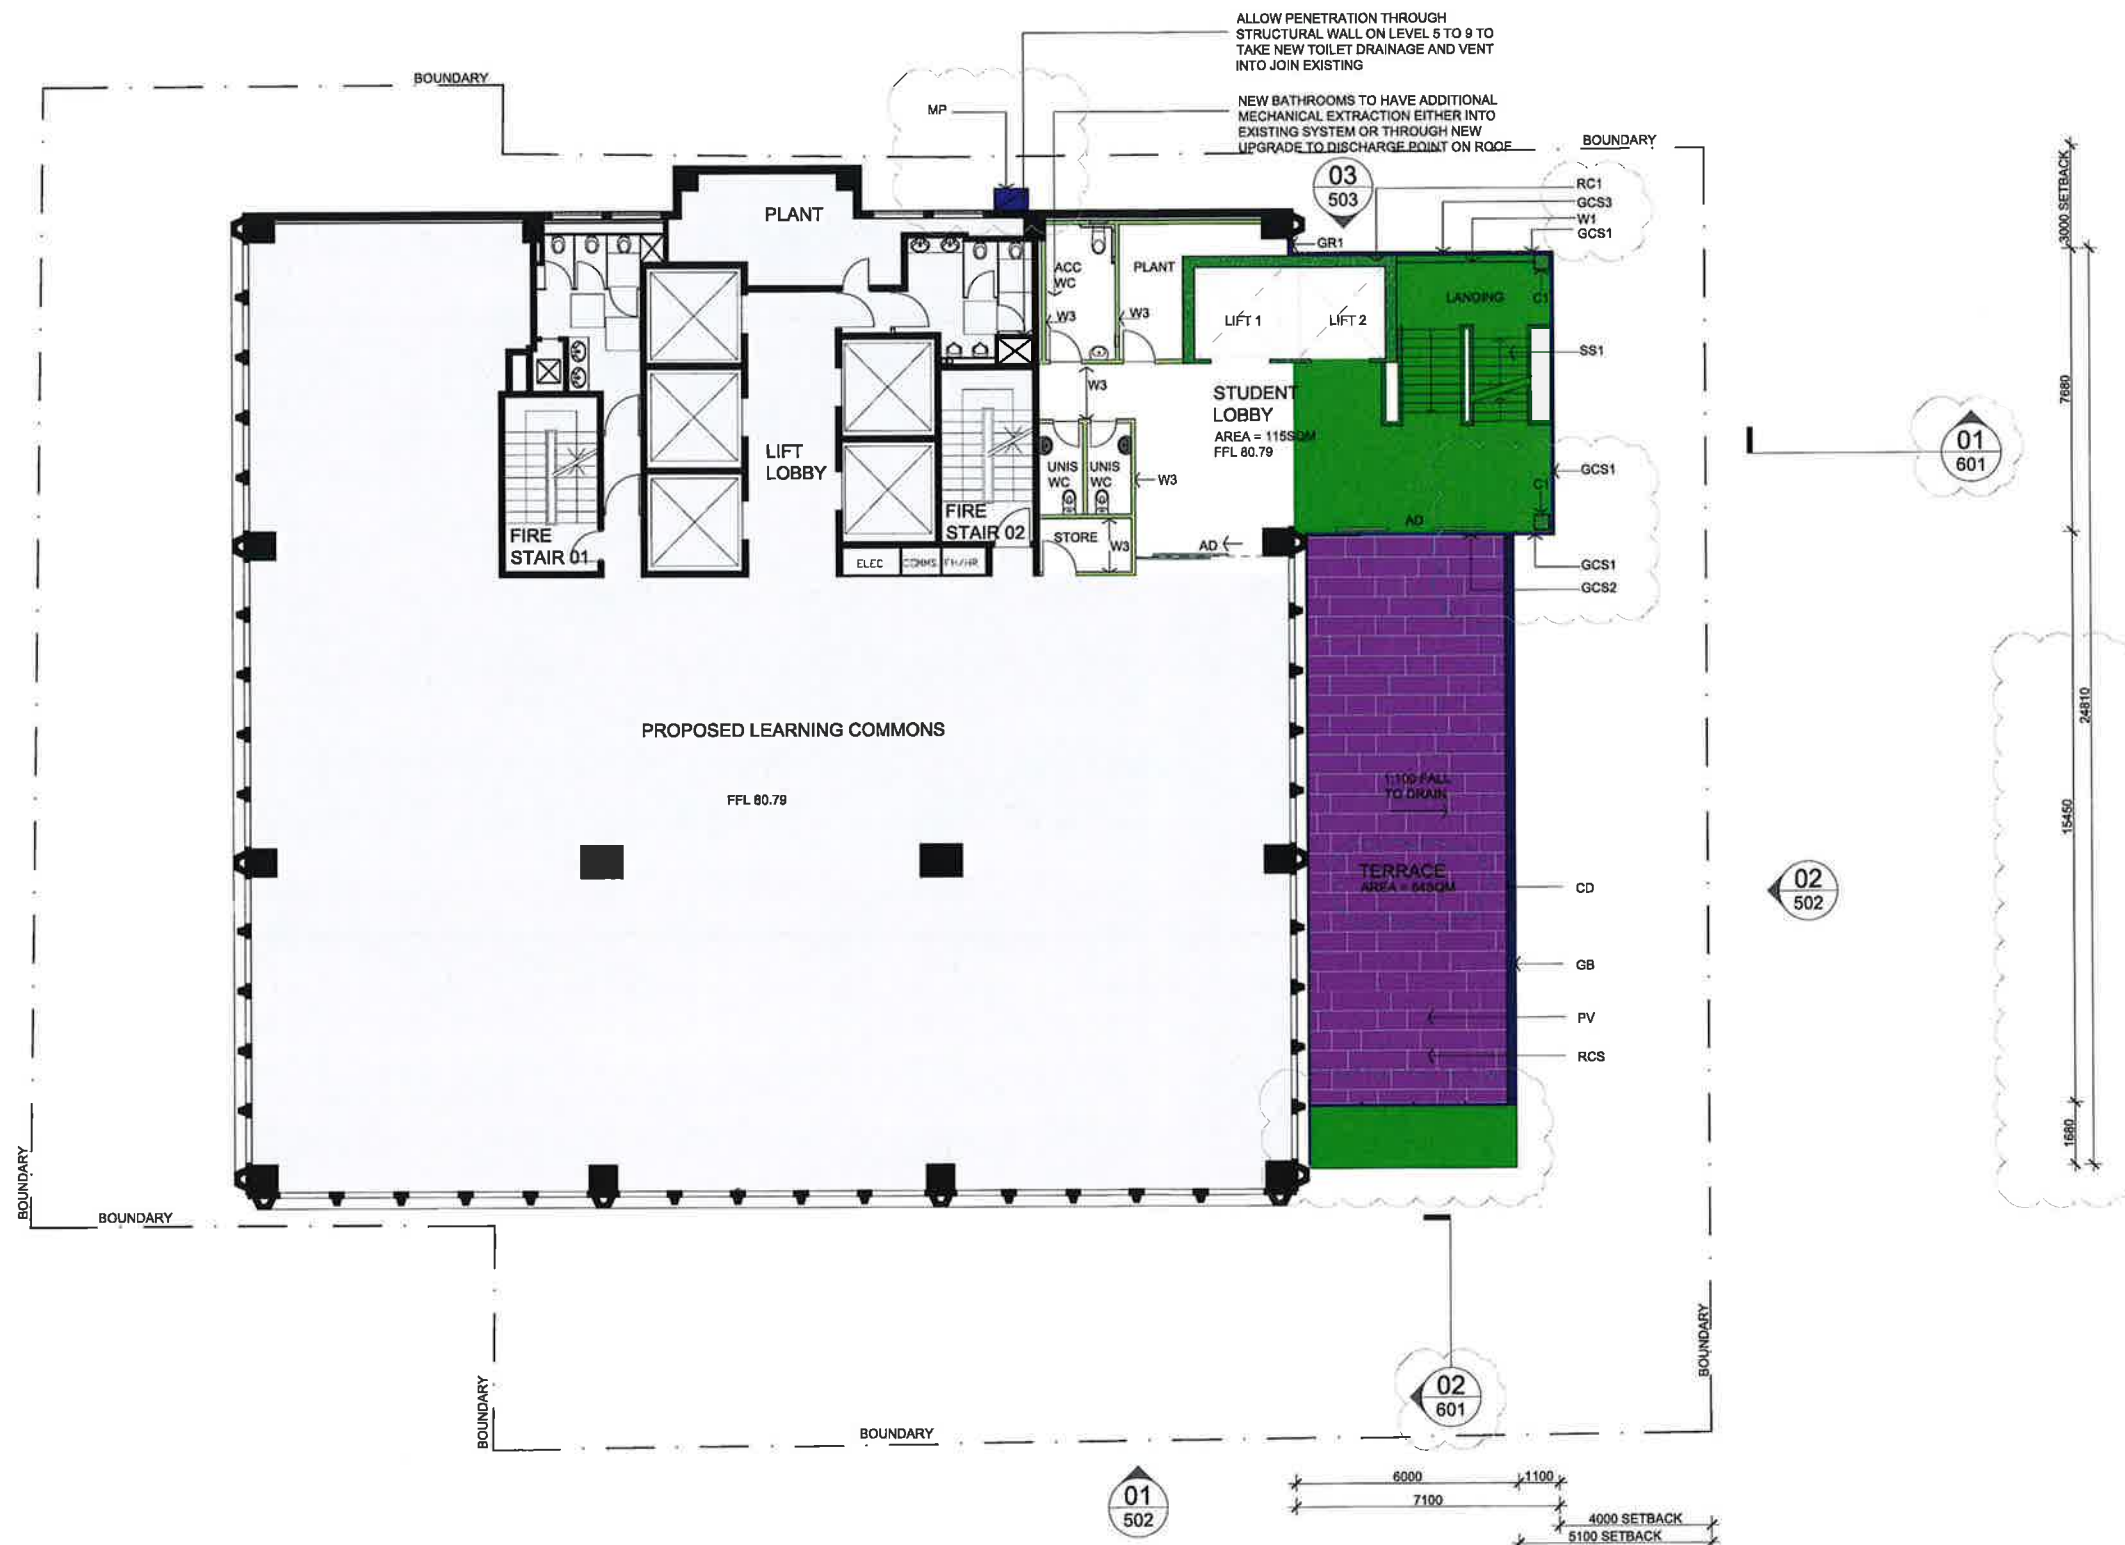 ALLOW PENETRATION THROUGH
STRUCTURAL WALL ON LEVEL 5 TO 9 TO
TAKE NEW TOILET DRAINAGE AND VENT
INTO JOIN EXISTING
BOUNDARY
MP
NEW BATHROOMS TO HAVE ADDITIONAL
MECHANICAL EXTRACTION EITHER INTO
EXISTING SYSTEM OR THROUGH NEW
UPGRADE TO DISCHARGE POINT ON ROOF
BOUNDARY
3000 SETBACK
03
503
RC1
GCS3
W1
GCS1
PLANT
GR1
ACC
WC
PLANT
LANDING
C1
W3
W3
LIFT 1
LIFT 2
SS1
W3
STUDENT
LOBBY
AREA = 115SQM
FFL 80.79
7680
01
601
LIFT
LOBBY
UNIS
WC
UNIS
WC
W3
GCS1
C1
FIRE
STAIR 01
FIRE
STAIR 02
STORE
W3
AD
AD
ELEC
COMMS
FH/HR
GCS1
GCS2
24810
PROPOSED LEARNING COMMONS
FFL 80.79
1:100 FALL
TO DRAIN
15450
TERRACE
AREA = 64SQM
CD
02
502
GB
PV
RCS
1680
BOUNDARY
BOUNDARY
BOUNDARY
02
601
BOUNDARY
BOUNDARY
6000
1100
7100
01
502
4000 SETBACK
5100 SETBACK